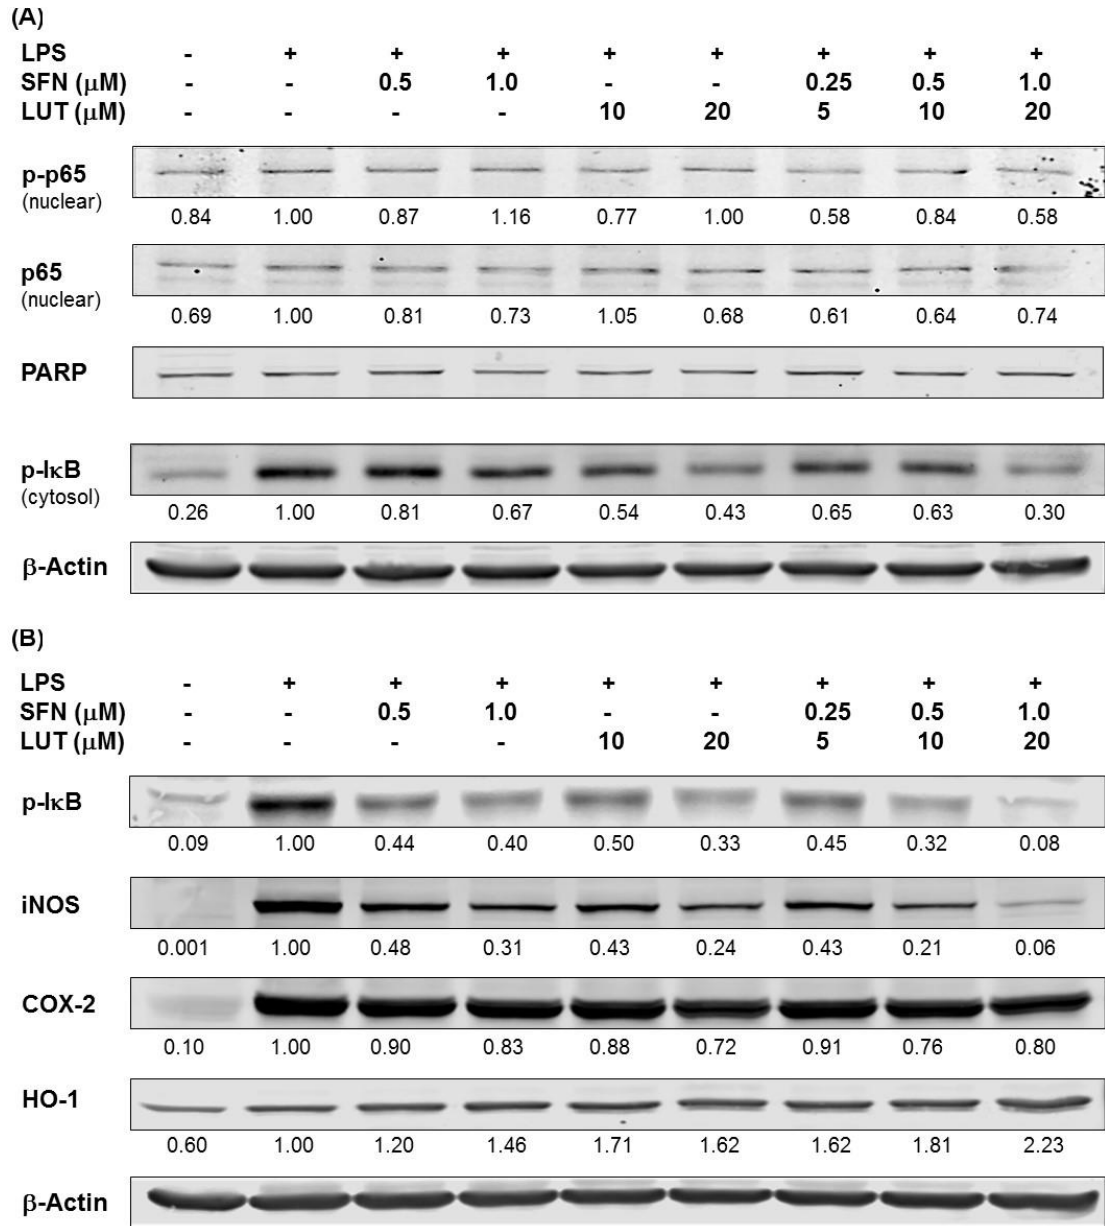 (A)
LPS - + + + + + + + +
SFN (μM) - - 0.5 1.0 - - 0.25 0.5 1.0
LUT (μM) - - - - 10 20 5 10 20
p-p65
(nuclear)
0.84 1.00 0.87 1.16 0.77 1.00 0.58 0.84 0.58
p65
(nuclear)
0.69 1.00 0.81 0.73 1.05 0.68 0.61 0.64 0.74
PARP
p-IκB
(cytosol)
0.26 1.00 0.81 0.67 0.54 0.43 0.65 0.63 0.30
β-Actin
(B)
LPS - + + + + + + + +
SFN (μM) - - 0.5 1.0 - - 0.25 0.5 1.0
LUT (μM) - - - - 10 20 5 10 20
p-IκB
0.09 1.00 0.44 0.40 0.50 0.33 0.45 0.32 0.08
iNOS
0.001 1.00 0.48 0.31 0.43 0.24 0.43 0.21 0.06
COX-2
0.10 1.00 0.90 0.83 0.88 0.72 0.91 0.76 0.80
HO-1
0.60 1.00 1.20 1.46 1.71 1.62 1.62 1.81 2.23
β-Actin